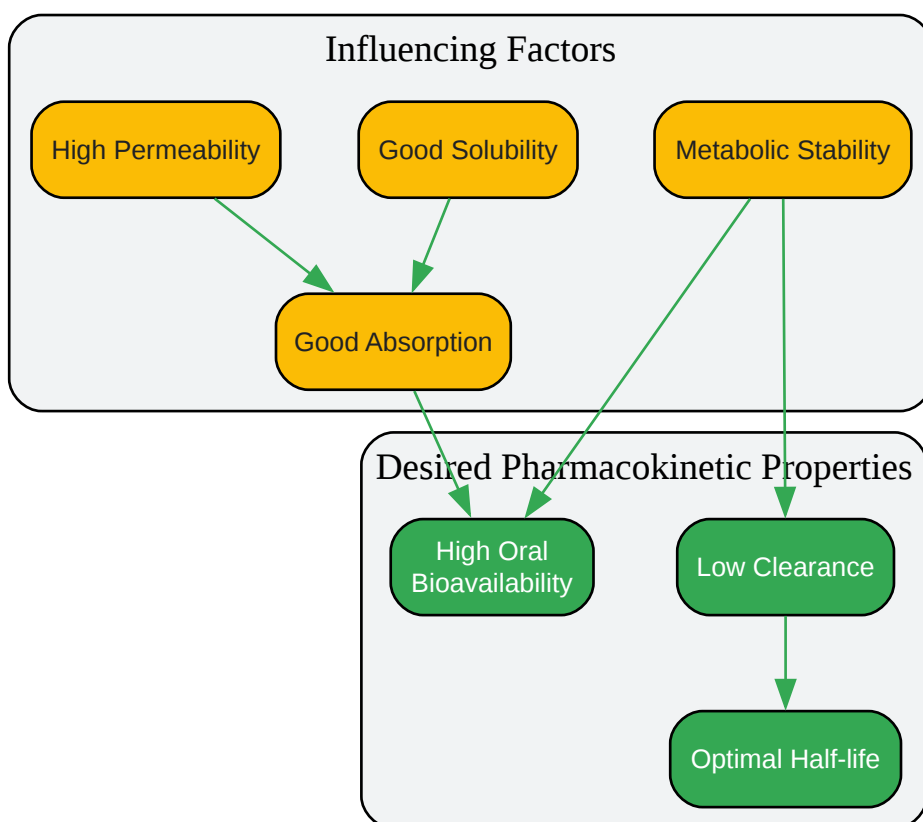 Influencing Factors
High Permeability
Good Solubility
Metabolic Stability
Good Absorption
Desired Pharmacokinetic Properties
High Oral
Bioavailability
Low Clearance
Optimal Half-life